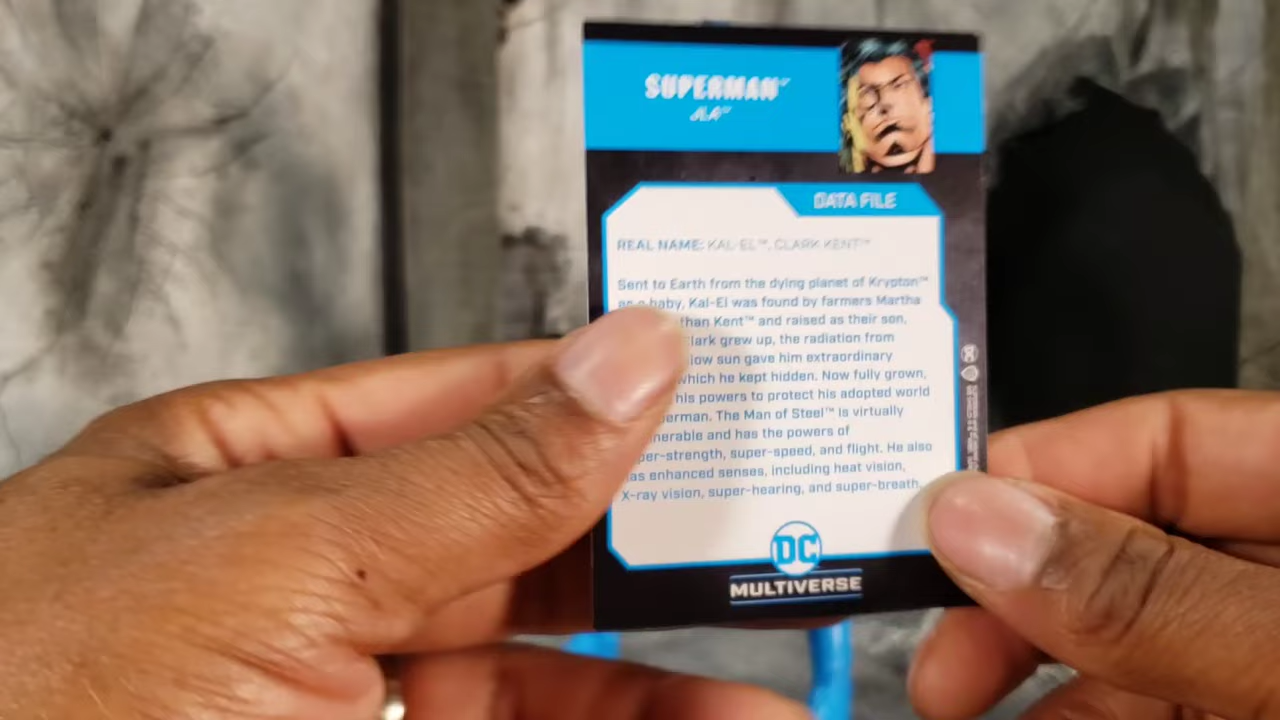 SUPERMAN™
JLA™
DATA FILE
REAL NAME: KAL-EL™, CLARK KENT™
Sent to Earth from the dying planet of Krypton™
as a baby, Kal-El was found by farmers Martha
than Kent™ and raised as their son.
lark grew up, the radiation from
low sun gave him extraordinary
which he kept hidden. Now fully grown,
his powers to protect his adopted world
erman. The Man of Steel™ is virtually
nerable and has the powers of
per-strength, super-speed, and flight. He also
has enhanced senses, including heat vision,
X-ray vision, super-hearing, and super-breath.
DC
MULTIVERSE